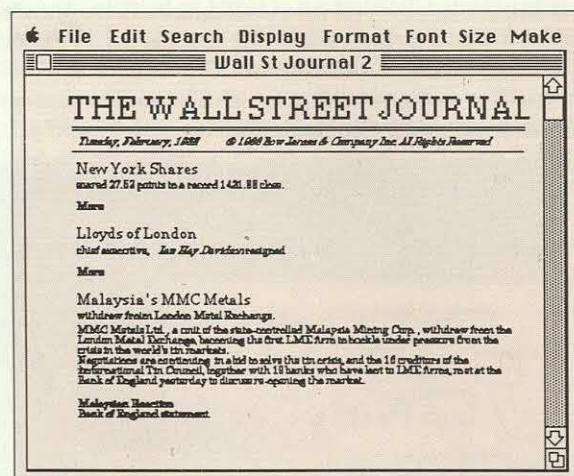 File Edit Search Display Format Font Size Make
Wall St Journal 2
THE WALL STREET JOURNAL
Tuesday, February, © Dow Jones & Company Inc. All Rights Reserved
New York Shares
soared points to a record close.
More
Lloyds of London
chief executive, Ian Hay Davidson resigned
More
Malaysia's MMC Metals
withdrew from London Metal Exchange.
MMC Metals Ltd., a unit of the state-controlled Malaysia Mining Corp., withdrew from the
London Metal Exchange, becoming the first LME firm to buckle under pressure from the
crisis in the world's tin markets.
Negotiations are continuing in a bid to solve the tin crisis, and the 16 creditors of the
International Tin Council, together with banks who have lent to LME firms, met at the
Bank of England yesterday to discuss re-opening the market.
Malaysian Reaction
Bank of England statement